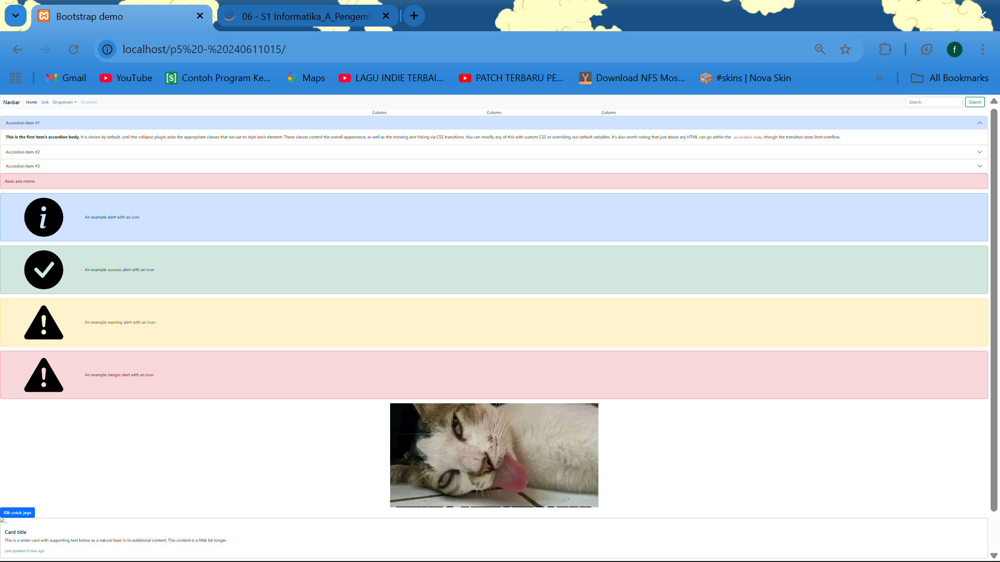 Bootstrap demo
06 - S1 Informatika_A_Pengemb
localhost/p5%20-%20240611015/
f
Gmail
YouTube
[s] Contoh Program Ke...
Maps
LAGU INDIE TERBAI...
PATCH TERBARU PE...
Download NFS Mos...
#skins | Nova Skin
All Bookmarks
Navbar Home Link Dropdown Disabled
Search Search
Column Column Column
Accordion Item #1
This is the first item's accordion body. It is shown by default, until the collapse plugin adds the appropriate classes that we use to style each element. These classes control the overall appearance, as well as the showing and hiding via CSS transitions. You can modify any of this with custom CSS or overriding our default variables. It's also worth noting that just about any HTML can go within the .accordion-body, though the transition does limit overflow.
Accordion Item #2
Accordion Item #3
Awas ada meme
An example alert with an icon
An example success alert with an icon
An example warning alert with an icon
An example danger alert with an icon
Klik untuk jago
...
Card title
This is a wider card with supporting text below as a natural lead-in to additional content. This content is a little bit longer.
Last updated 3 mins ago